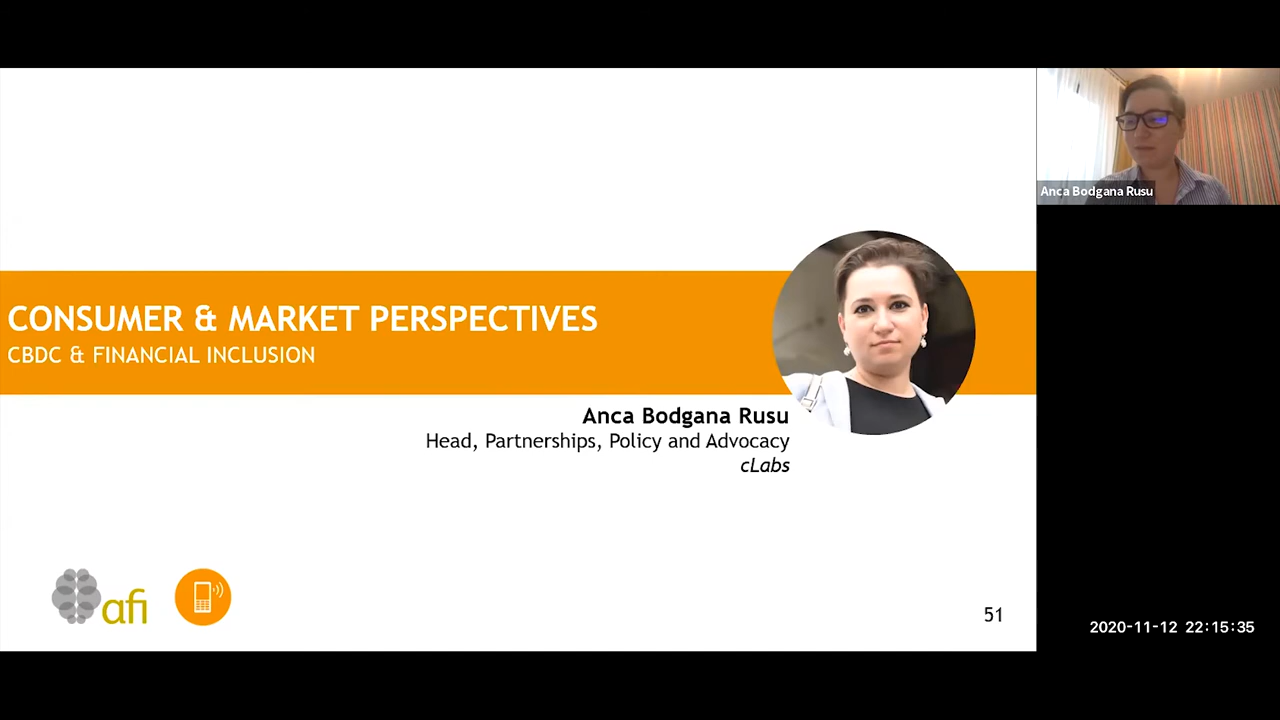 CONSUMER & MARKET PERSPECTIVES
CBDC & FINANCIAL INCLUSION
Anca Bodgana Rusu
Head, Partnerships, Policy and Advocacy
cLabs
afi
51
Anca Bodgana Rusu
2020-11-12 22:15:35